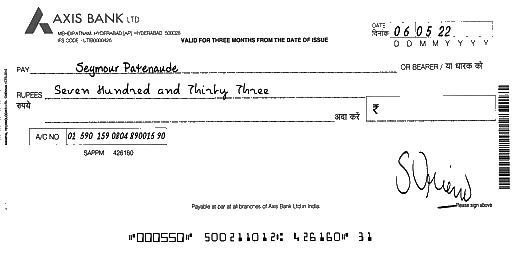 AXIS BANK LTD
MEHDIPATNAM, HYDERABAD [AP] HYDERABAD 500028
IFS CODE - UTIB0000426
VALID FOR THREE MONTHS FROM THE DATE OF ISSUE
DATE दिनांक 06 05 22
D D M M Y Y Y Y
PAY Seymour Patenaude OR BEARER / या धारक को
RUPEES रुपये Seven Hundred and Thirty Three
अदा करें ₹
A/C NO 01 590 159 0804 890015 90
SAPPM 426160
Payable at par at all branches of Axis Bank Ltd in India.
Please sign above
"000550" 500211012: 426160" 31